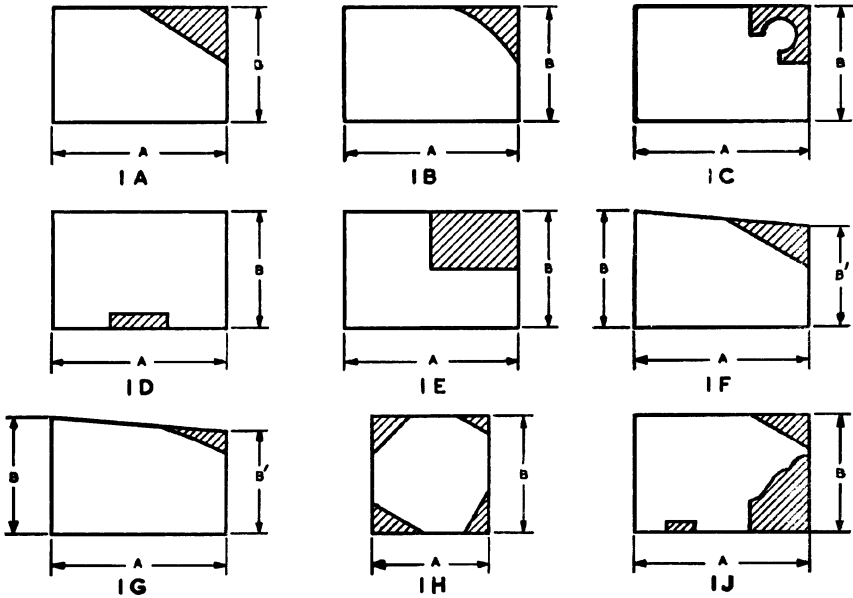 B B B
A A A
1A 1B 1C
B B B B'
A A A
1D 1E 1F
B B' B B
A A A
1G 1H 1J